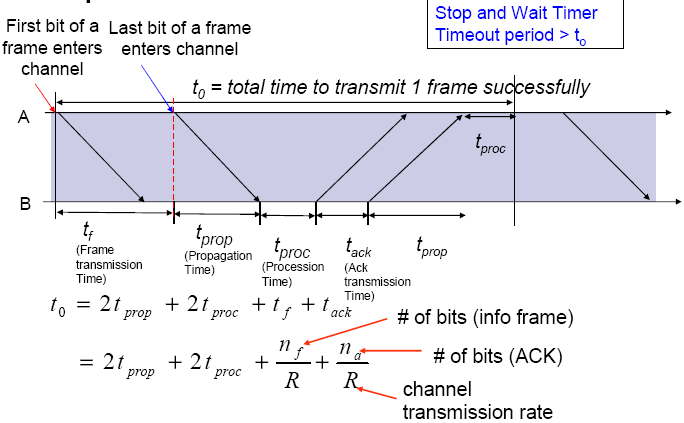 Stop and Wait Timer
Timeout period > to
First bit of a
frame enters
channel
Last bit of a frame
enters channel
t0 = total time to transmit 1 frame successfully
A
tproc
B
tf
(Frame
transmission
Time)
tprop
(Propagation
Time)
tproc
(Procession
Time)
tack
(Ack
transmission
Time)
tprop
t0 = 2tprop + 2tproc + tf + tack
# of bits (info frame)
= 2tprop + 2tproc + nf/R + na/R
# of bits (ACK)
channel
transmission rate